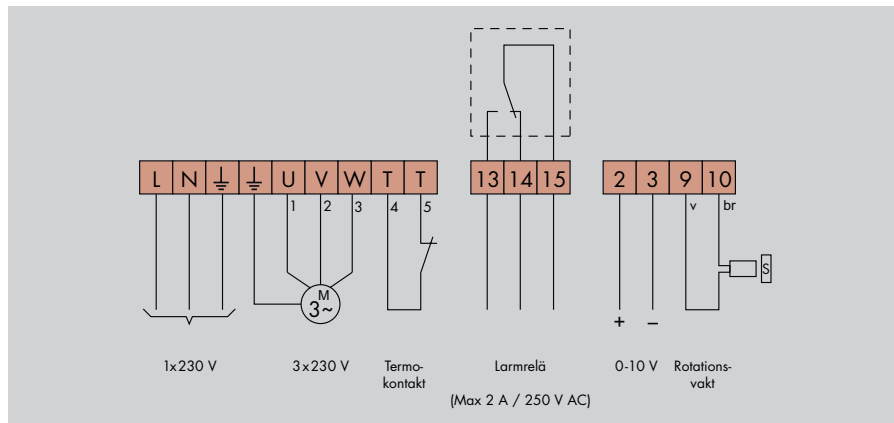 L N U V W T T
13 14 15
2 3 9 10
1 2 3 4 5
v br
M
3~
S
+ –
1x230 V
3x230 V
Termo-
kontakt
Larmrelä
(Max 2 A / 250 V AC)
0-10 V
Rotations-
vakt